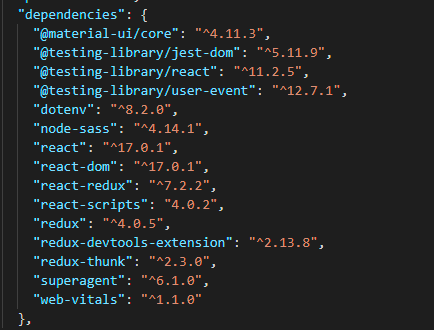 "dependencies": {
"@material-ui/core": "^4.11.3",
"@testing-library/jest-dom": "^5.11.9",
"@testing-library/react": "^11.2.5",
"@testing-library/user-event": "^12.7.1",
"dotenv": "^8.2.0",
"node-sass": "^4.14.1",
"react": "^17.0.1",
"react-dom": "^17.0.1",
"react-redux": "^7.2.2",
"react-scripts": "4.0.2",
"redux": "^4.0.5",
"redux-devtools-extension": "^2.13.8",
"redux-thunk": "^2.3.0",
"superagent": "^6.1.0",
"web-vitals": "^1.1.0"
},